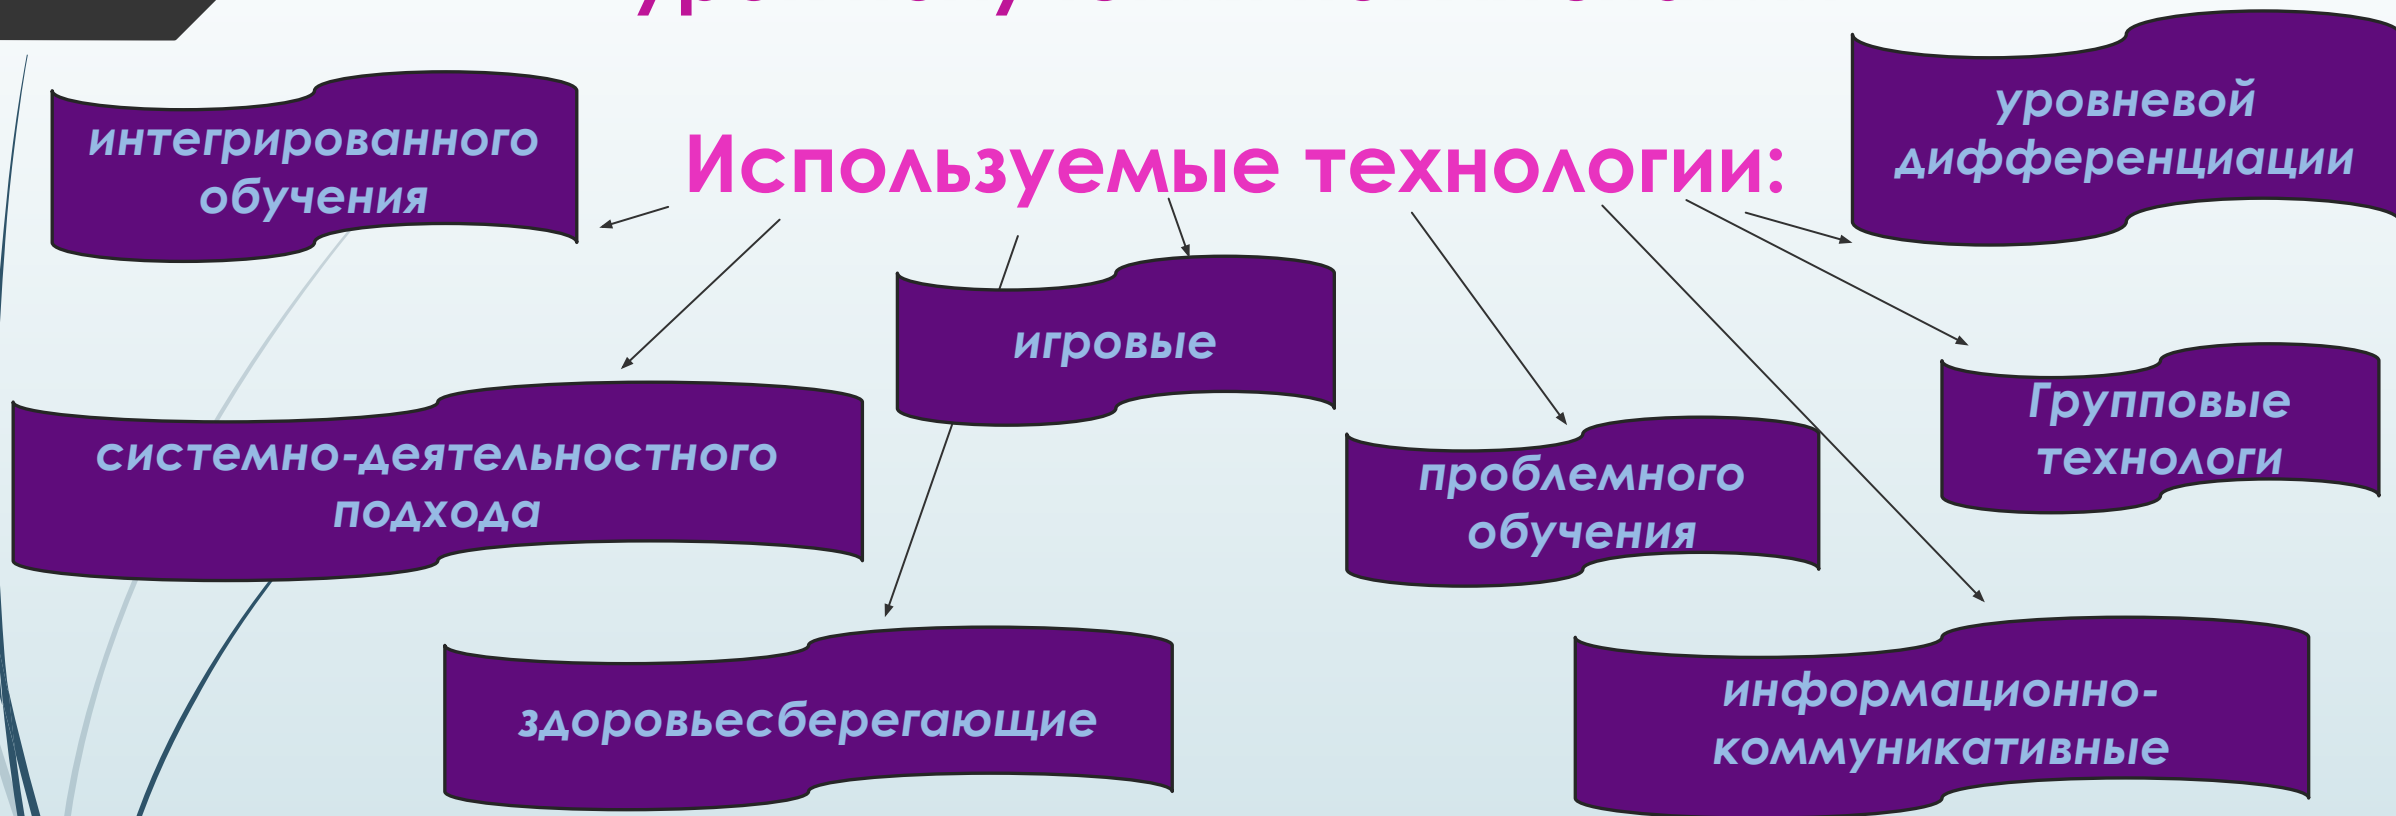 Используемые технологии:
интегрированного
обучения
уровневой
дифференциации
игровые
системно-деятельностного
подхода
проблемного
обучения
Групповые
технологи
здоровьесберегающие
информационно-
коммуникативные